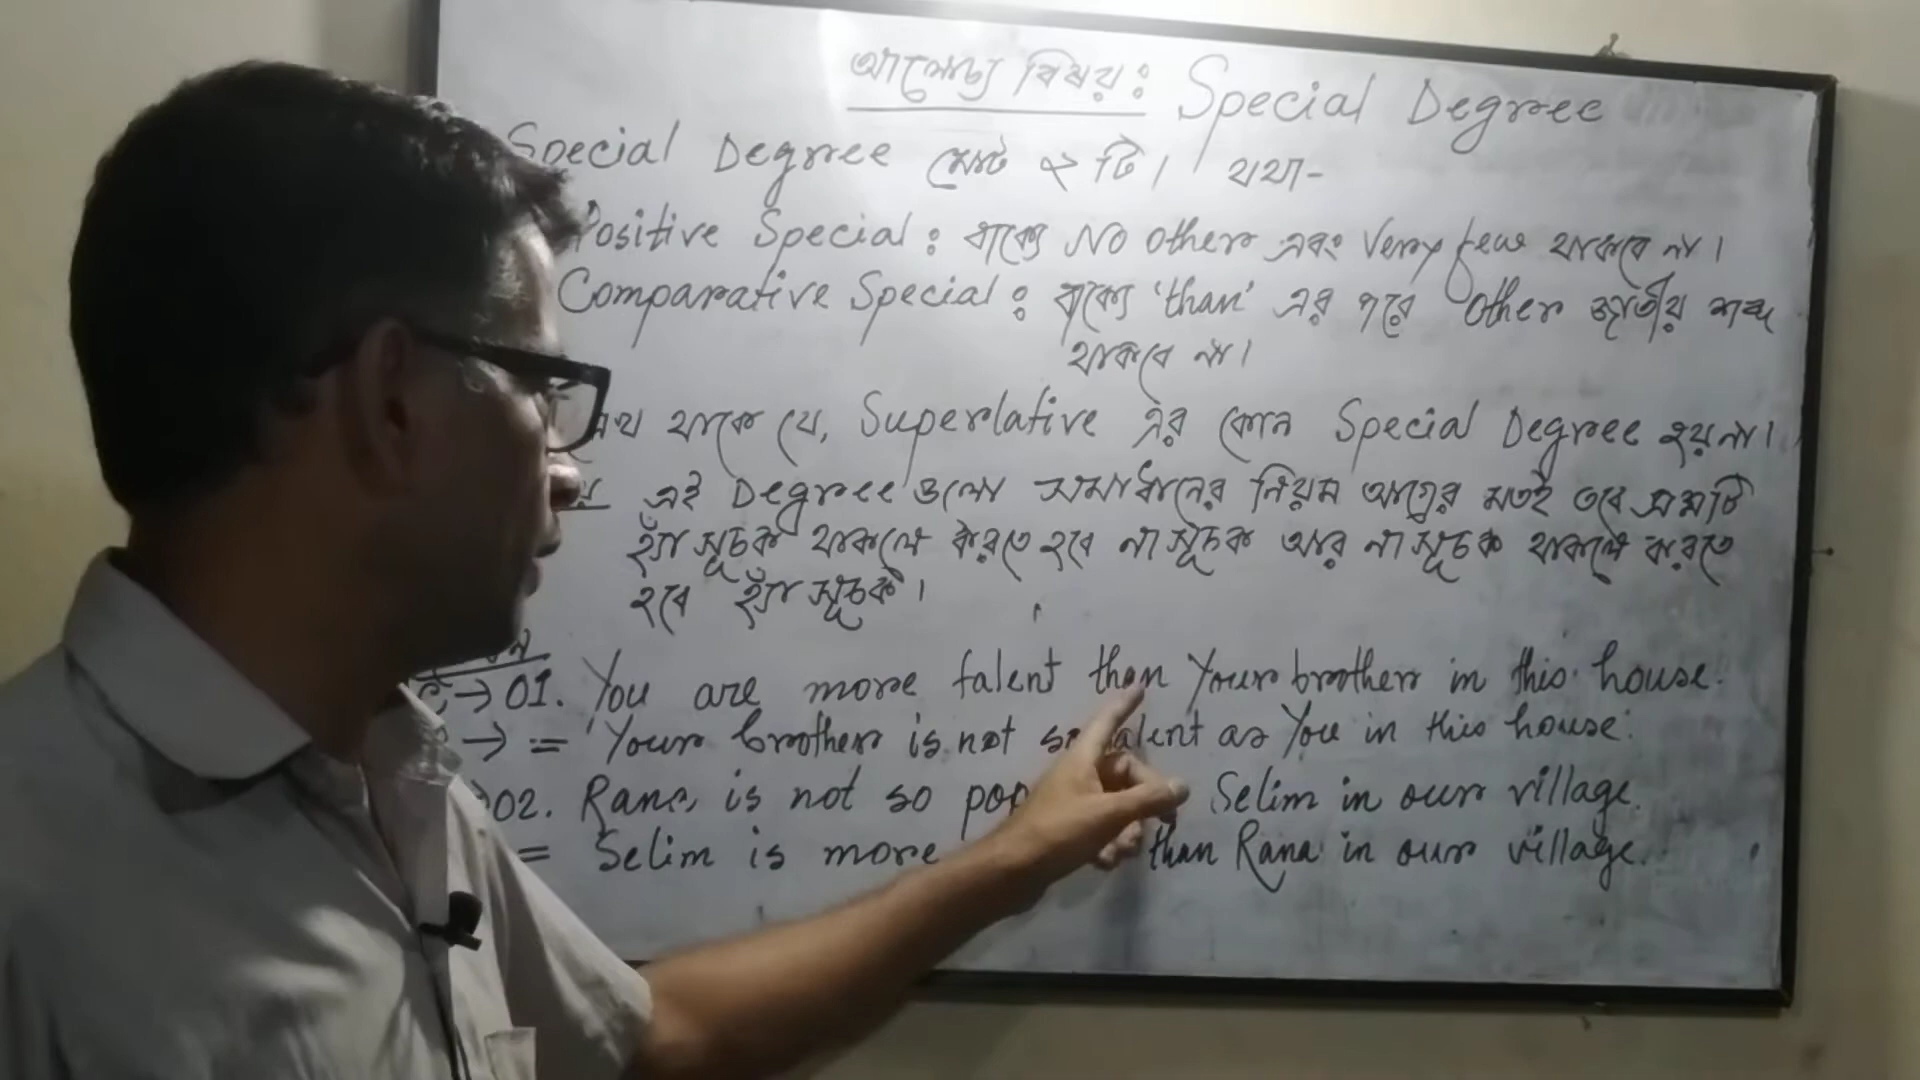 আলোচ্য বিষয়ঃ Special Degree
Special Degree মোট ২ টি। যথা-
Positive Special : বাক্যে No other এবং Very few থাকবে না।
Comparative Special : বাক্যে 'than' এর পরে other জাতীয় শব্দ
থাকবে না।
থাকে যে, Superlative এর কোন Special Degree হয়না।
এই Degree গুলো সমাধানের নিয়ম আগের মতই তবে প্রশ্নটি
হ্যাঁ সূচক থাকলে করতে হবে না সূচক আর না সূচক থাকলে করতে
হবে হ্যাঁ সূচক।
→ 01. You are more talent than Your brother in this house.
→ = Your brother is not so talent as You in this house.
02. Rana is not so pop Selim in our village.
= Selim is more than Rana in our village.